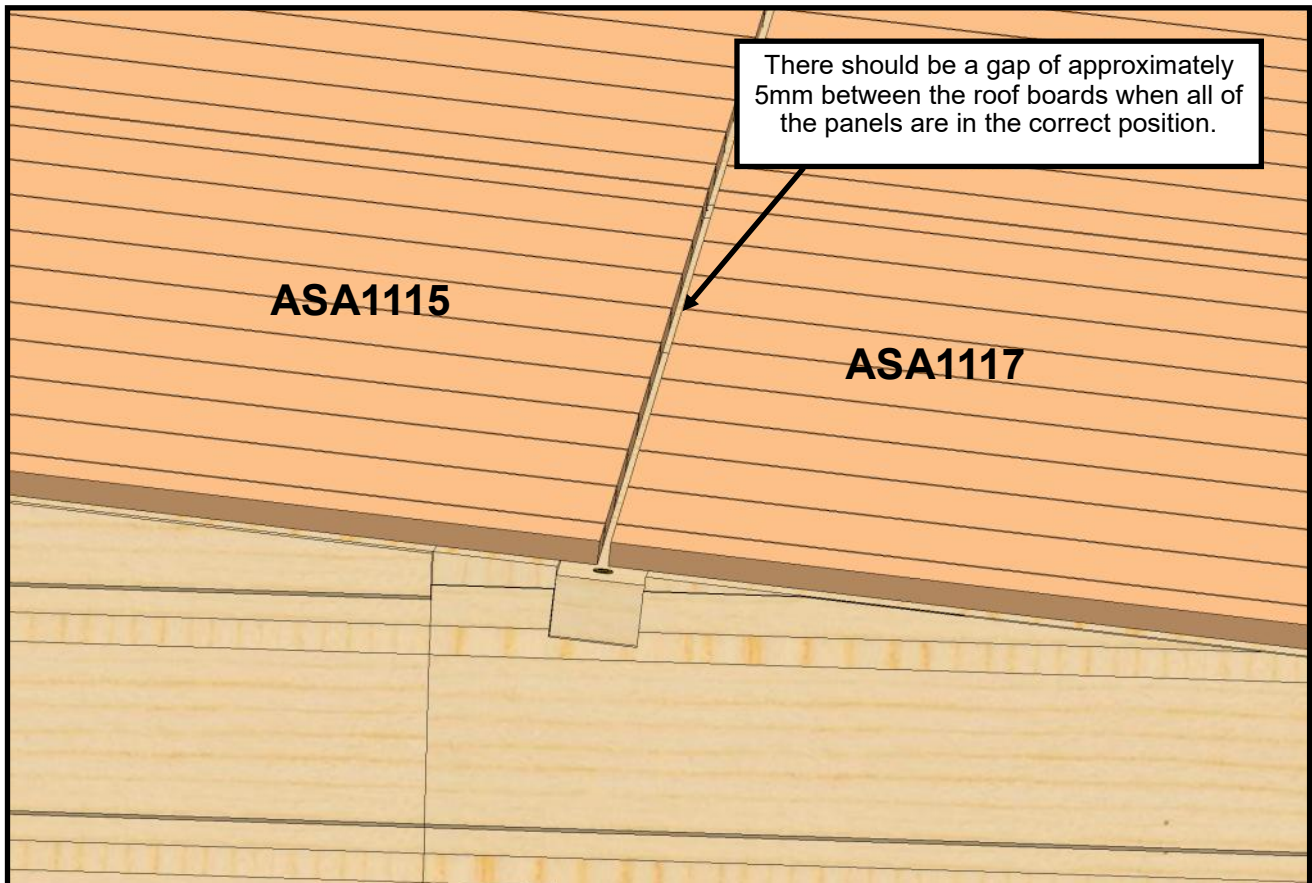 There should be a gap of approximately
5mm between the roof boards when all of
the panels are in the correct position.
ASA1115
ASA1117